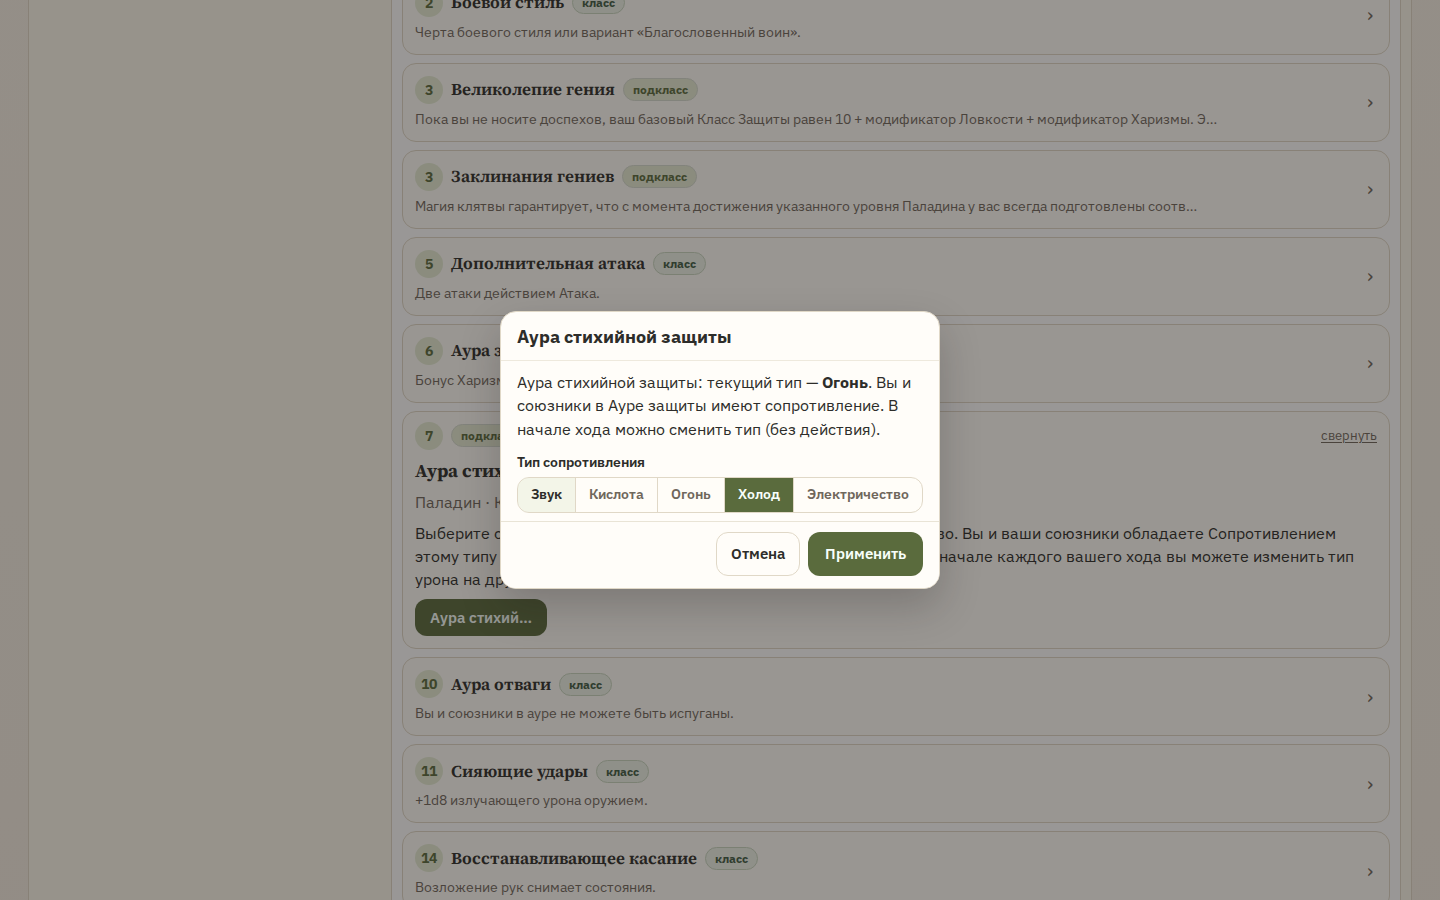 2 Боевой стиль класс
Черта боевого стиля или вариант «Благословенный воин».
3 Великолепие гения подкласс
Пока вы не носите доспехов, ваш базовый Класс Защиты равен 10 + модификатор Ловкости + модификатор Харизмы. Э...
3 Заклинания гениев подкласс
Магия клятвы гарантирует, что с момента достижения указанного уровня Паладина у вас всегда подготовлены соотв...
5 Дополнительная атака класс
Две атаки действием Атака.
6 Аура
Бонус
7
свернуть
Аура
Паладин ·
Выберите
во. Вы и ваши союзники обладаете Сопротивлением
этому типу
начале каждого вашего хода вы можете изменить тип
урона на
Аура стихий...
Аура стихийной защиты
Аура стихийной защиты: текущий тип — Огонь. Вы и
союзники в Ауре защиты имеют сопротивление. В
начале хода можно сменить тип (без действия).
Тип сопротивления
Звук Кислота Огонь Холод Электричество
Отмена Применить
10 Аура отваги класс
Вы и союзники в ауре не можете быть испуганы.
11 Сияющие удары класс
+1d8 излучающего урона оружием.
14 Восстанавливающее касание класс
Возложение рук снимает состояния.